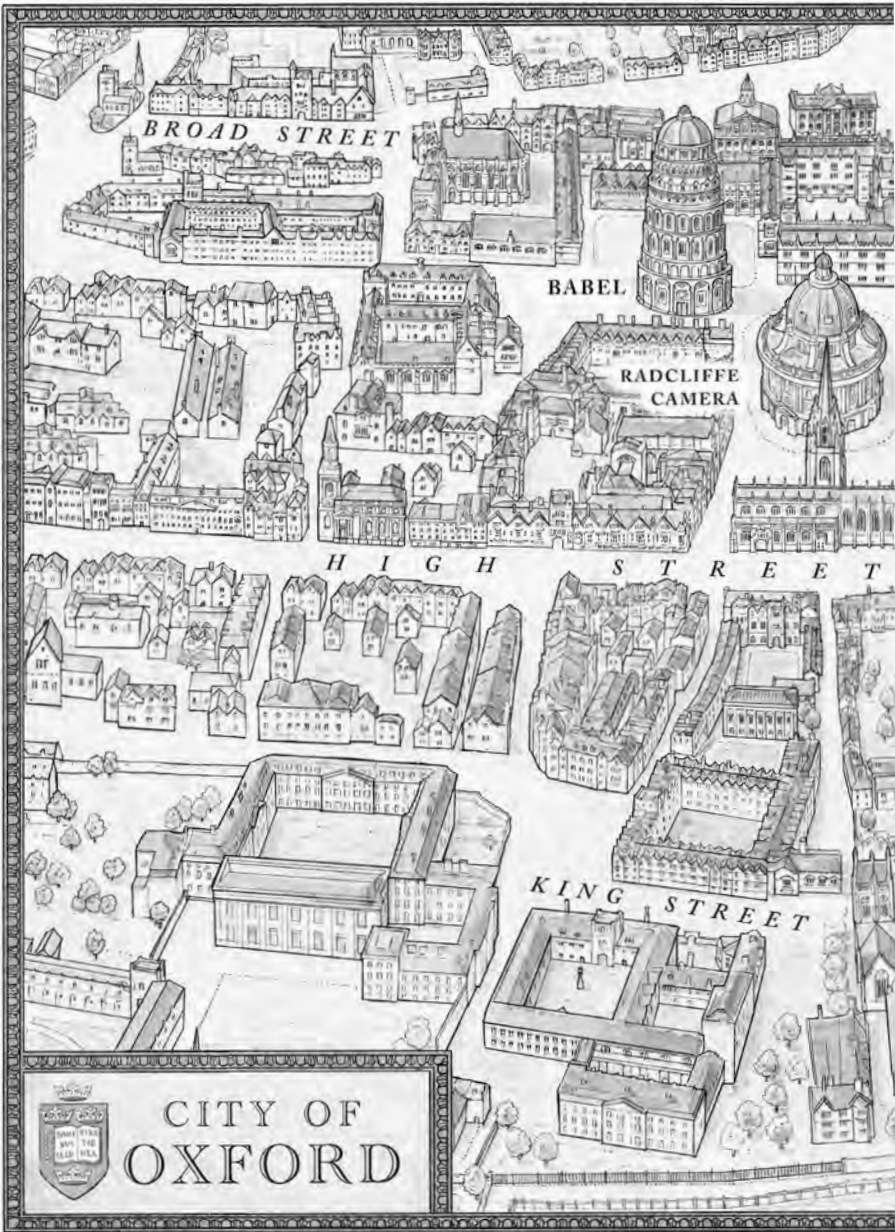 BROAD STREET
BABEL
RADCLIFFE
CAMERA
HIGH STREET
KING STREET
CITY OF
OXFORD